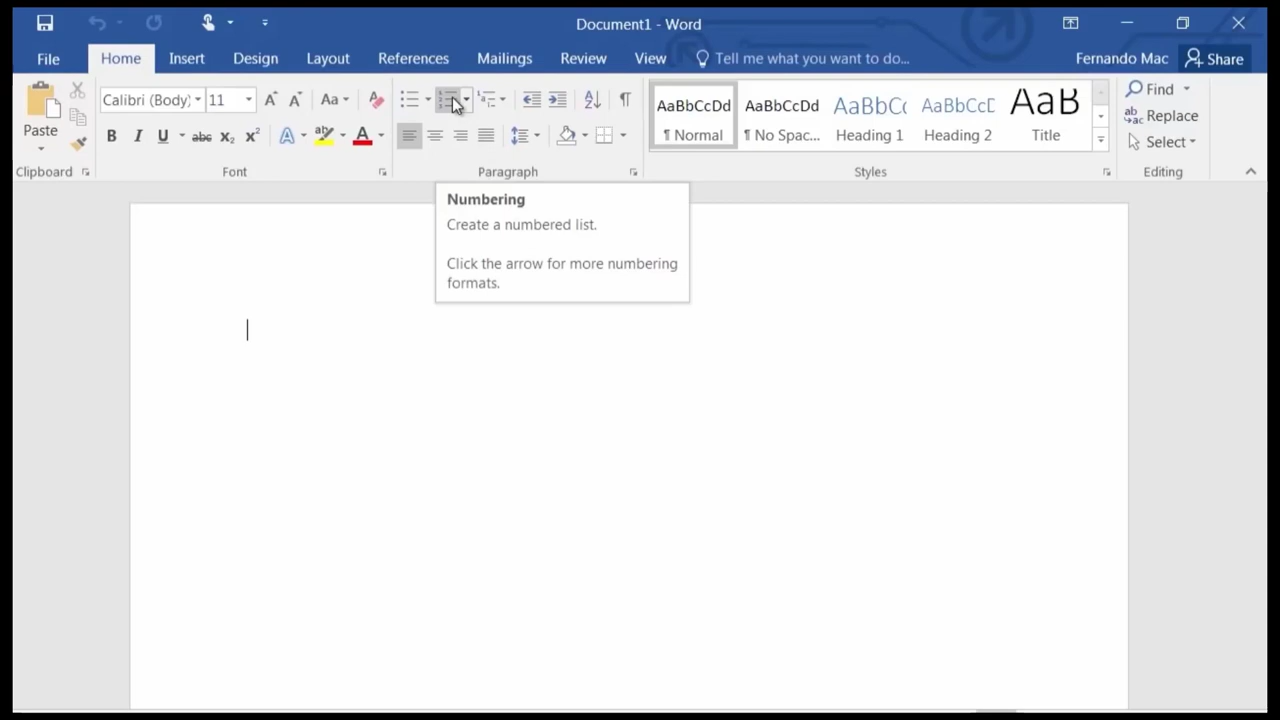 Document1 - Word
File Home Insert Design Layout References Mailings Review View Tell me what you want to do... Fernando Mac Share
Paste
Calibri (Body) 11 Aa
B I U abc X₂ X² A A
AaBbCcDd AaBbCcDd AaBbCc AaBbCcD AaB
¶ Normal ¶ No Spac... Heading 1 Heading 2 Title
Find
Replace
Select
Clipboard Font Paragraph Styles Editing
Numbering
Create a numbered list.
Click the arrow for more numbering
formats.